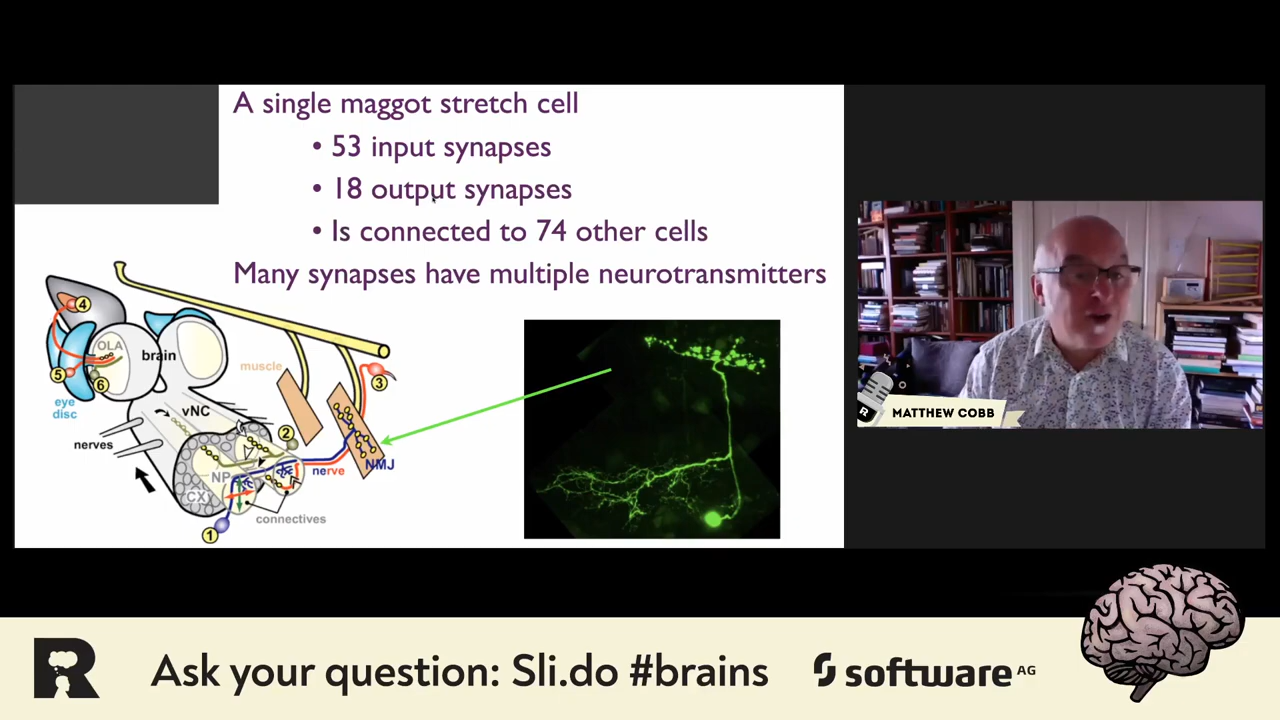 A single maggot stretch cell
• 53 input synapses
• 18 output synapses
• Is connected to 74 other cells
Many synapses have multiple neurotransmitters
4
OLA
brain
5
6
eye
disc
muscle
3
vNC
nerves
2
NP
nerve
NMJ
CX
connectives
1
R
MATTHEW COBB
R
Ask your question: Sli.do #brains
software AG